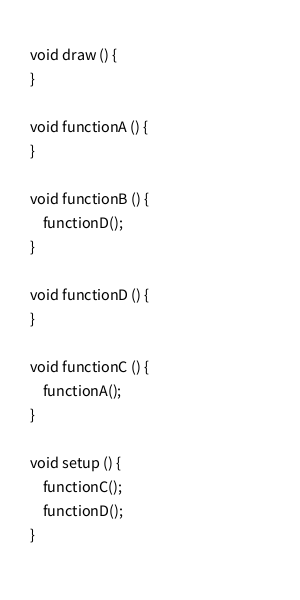 void draw () {
}
void functionA () {
}
void functionB () {
functionD();
}
void functionD () {
}
void functionC () {
functionA();
}
void setup () {
functionC();
functionD();
}